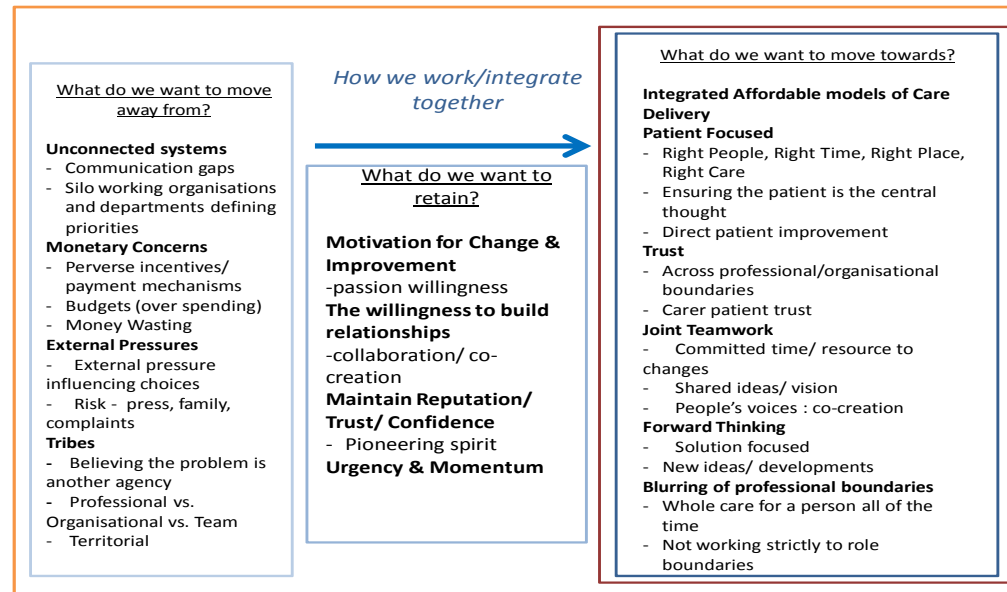 What do we want to move
away from?
Unconnected systems
- Communication gaps
- Silo working organisations
and departments defining
priorities
Monetary Concerns
- Perverse incentives/
payment mechanisms
- Budgets (over spending)
- Money Wasting
External Pressures
- External pressure
influencing choices
- Risk - press, family,
complaints
Tribes
- Believing the problem is
another agency
- Professional vs.
Organisational vs. Team
- Territorial
How we work/integrate
together
What do we want to
retain?
Motivation for Change &
Improvement
-passion willingness
The willingness to build
relationships
-collaboration/ co-
creation
Maintain Reputation/
Trust/ Confidence
- Pioneering spirit
Urgency & Momentum
What do we want to move towards?
Integrated Affordable models of Care
Delivery
Patient Focused
- Right People, Right Time, Right Place,
Right Care
- Ensuring the patient is the central
thought
- Direct patient improvement
Trust
- Across professional/organisational
boundaries
- Carer patient trust
Joint Teamwork
- Committed time/ resource to
changes
- Shared ideas/ vision
- People's voices : co-creation
Forward Thinking
- Solution focused
- New ideas/ developments
Blurring of professional boundaries
- Whole care for a person all of the
time
- Not working strictly to role
boundaries